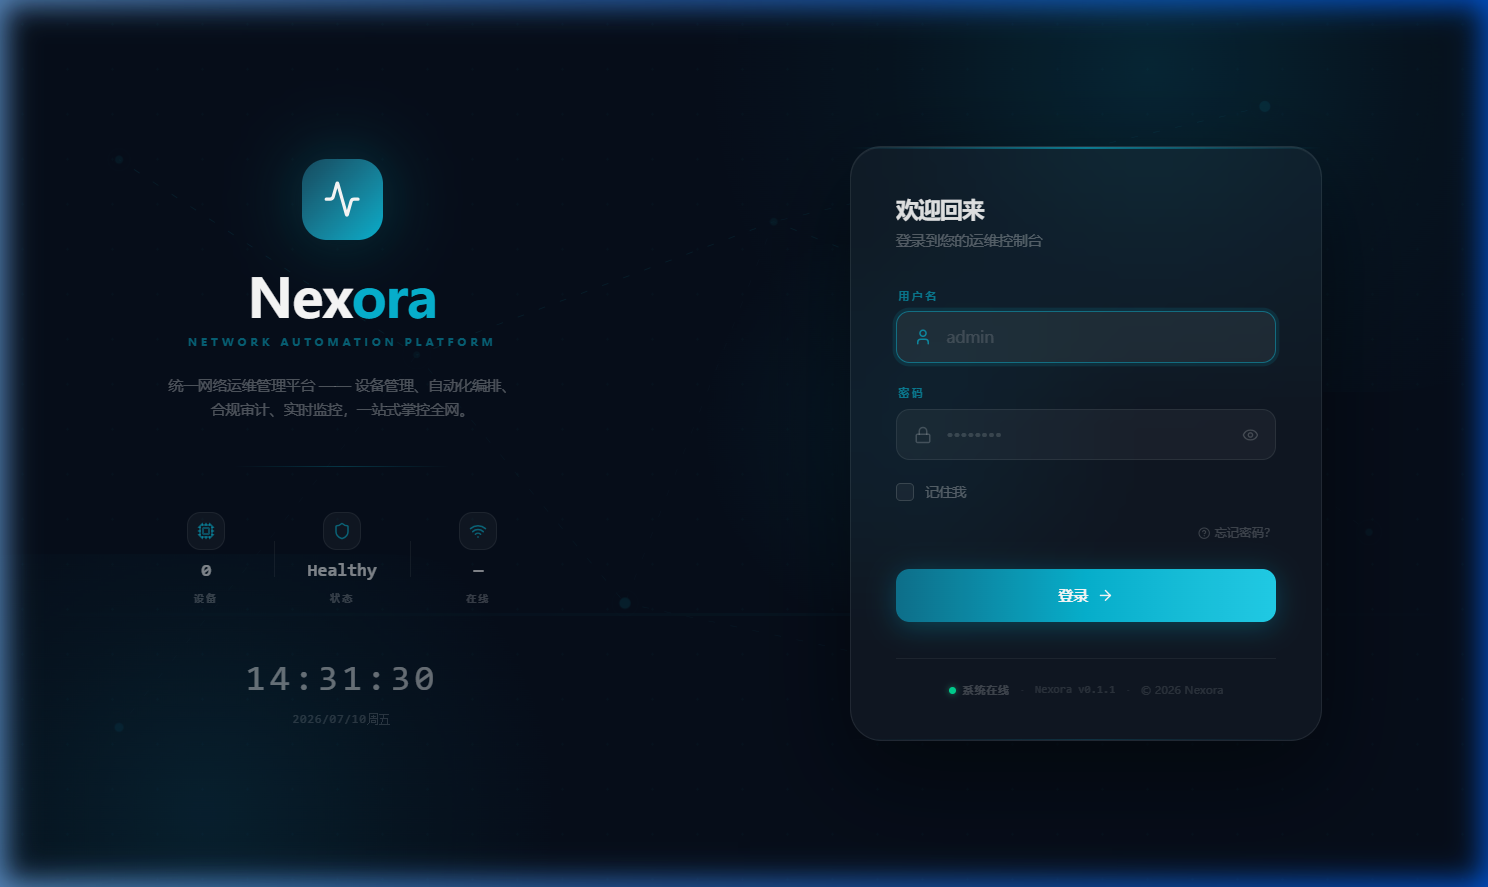 Nexora
NETWORK AUTOMATION PLATFORM
统一网络运维管理平台 —— 设备管理、自动化编排、
合规审计、实时监控，一站式掌控全网。
0
设备
Healthy
状态
—
在线
14:31:30
2026/07/10周五
欢迎回来
登录到您的运维控制台
用户名
admin
密码
••••••••
记住我
忘记密码?
登录 →
系统在线 · Nexora v0.1.1 · © 2026 Nexora